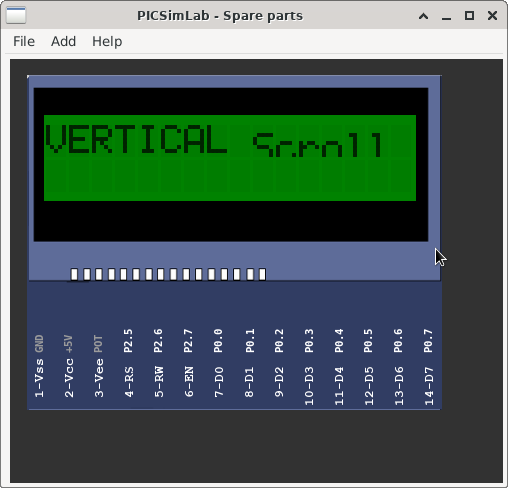 PICSimLab - Spare parts
File Add Help
VERTICAL Scroll
1-Vss GND
2-Vcc +5V
3-Vee POT
4-RS P2.5
5-RW P2.6
6-EN P2.7
7-D0 P0.0
8-D1 P0.1
9-D2 P0.2
10-D3 P0.3
11-D4 P0.4
12-D5 P0.5
13-D6 P0.6
14-D7 P0.7